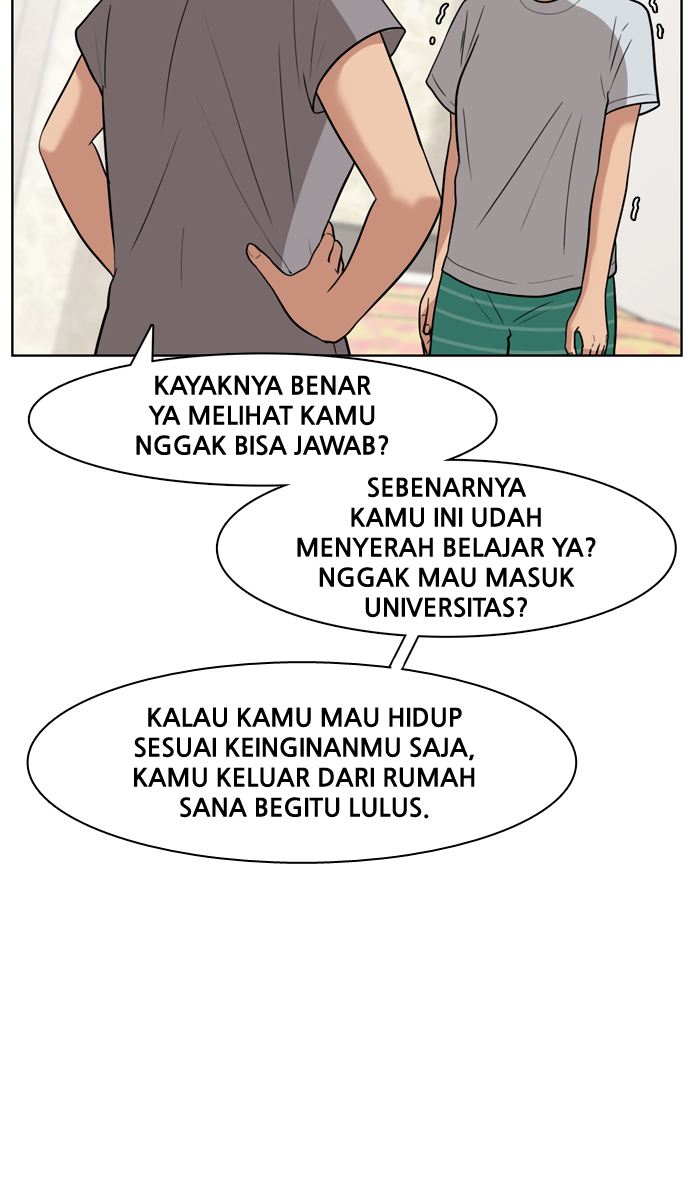 KAYAKNYA BENAR
YA MELIHAT KAMU
NGGAK BISA JAWAB?
SEBENARNYA
KAMU INI UDAH
MENYERAH BELAJAR YA?
NGGAK MAU MASUK
UNIVERSITAS?
KALAU KAMU MAU HIDUP
SESUAI KEINGINANMU SAJA,
KAMU KELUAR DARI RUMAH
SANA BEGITU LULUS.